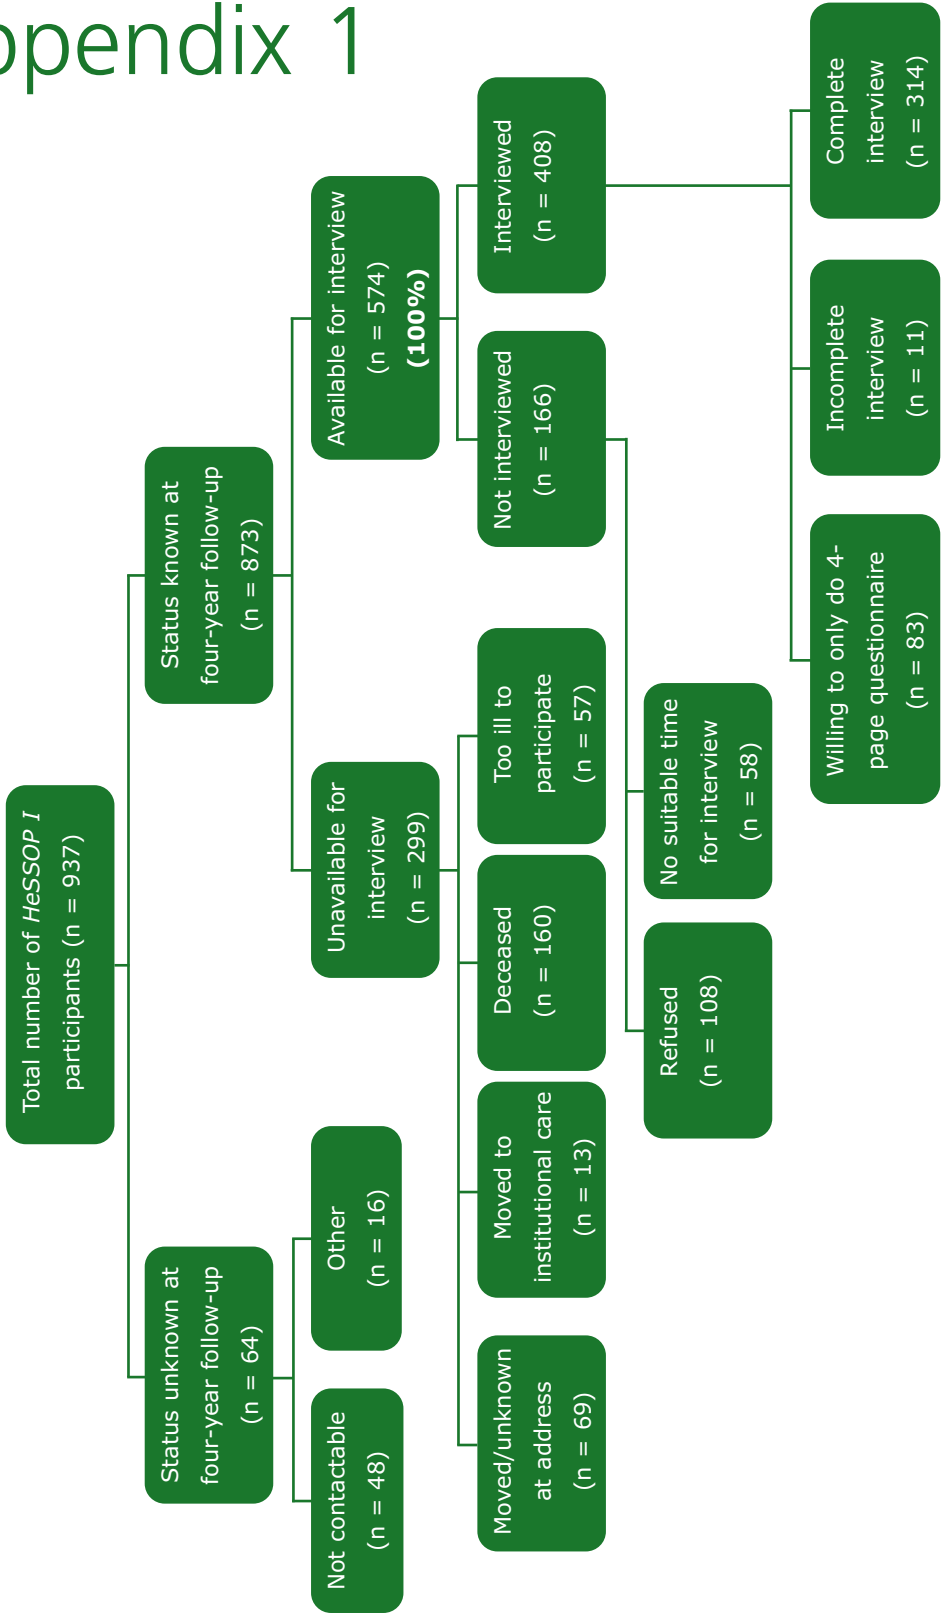 ppendix 1
Total number of HeSSOP I
participants (n = 937)
Status unknown at
four-year follow-up
(n = 64)
Status known at
four-year follow-up
(n = 873)
Not contactable
(n = 48)
Other
(n = 16)
Unavailable for
interview
(n = 299)
Available for interview
(n = 574)
(100%)
Moved/unknown
at address
(n = 69)
Moved to
institutional care
(n = 13)
Deceased
(n = 160)
Too ill to
participate
(n = 57)
Not interviewed
(n = 166)
Interviewed
(n = 408)
Refused
(n = 108)
No suitable time
for interview
(n = 58)
Willing to only do 4-
page questionnaire
(n = 83)
Incomplete
interview
(n = 11)
Complete
interview
(n = 314)